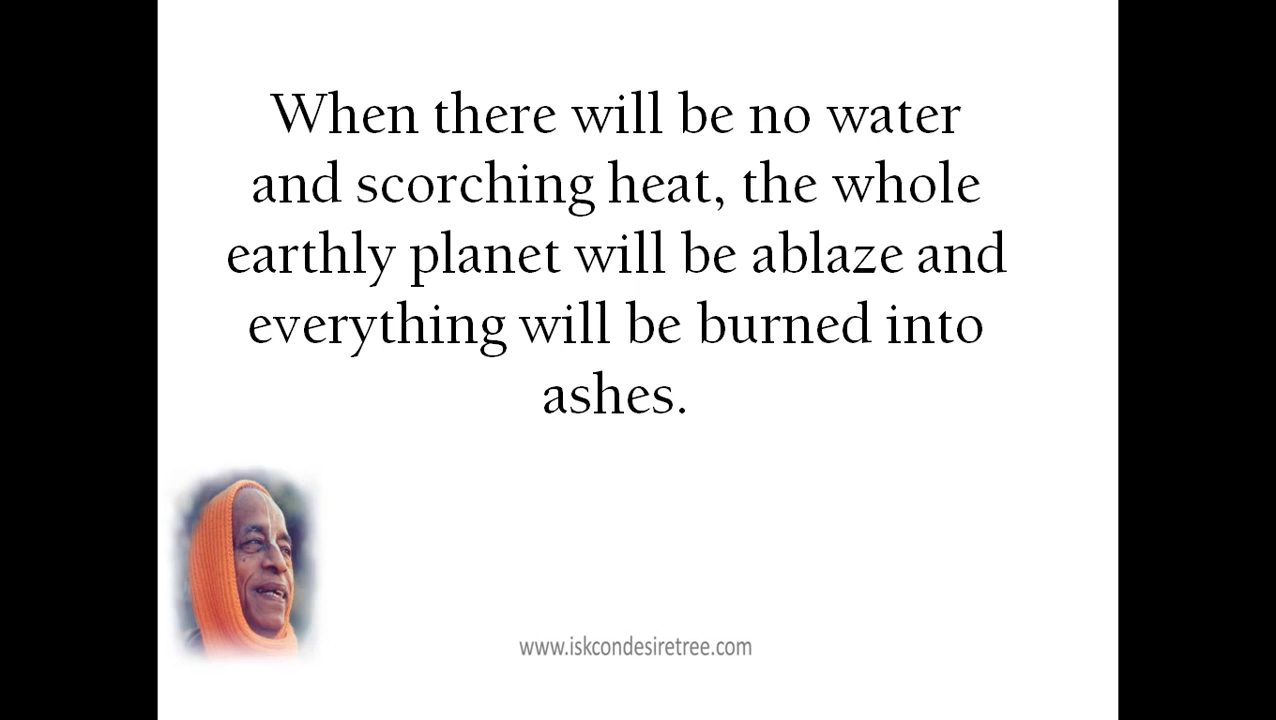 When there will be no water
and scorching heat, the whole
earthly planet will be ablaze and
everything will be burned into
ashes.
www.iskcondesiretree.com